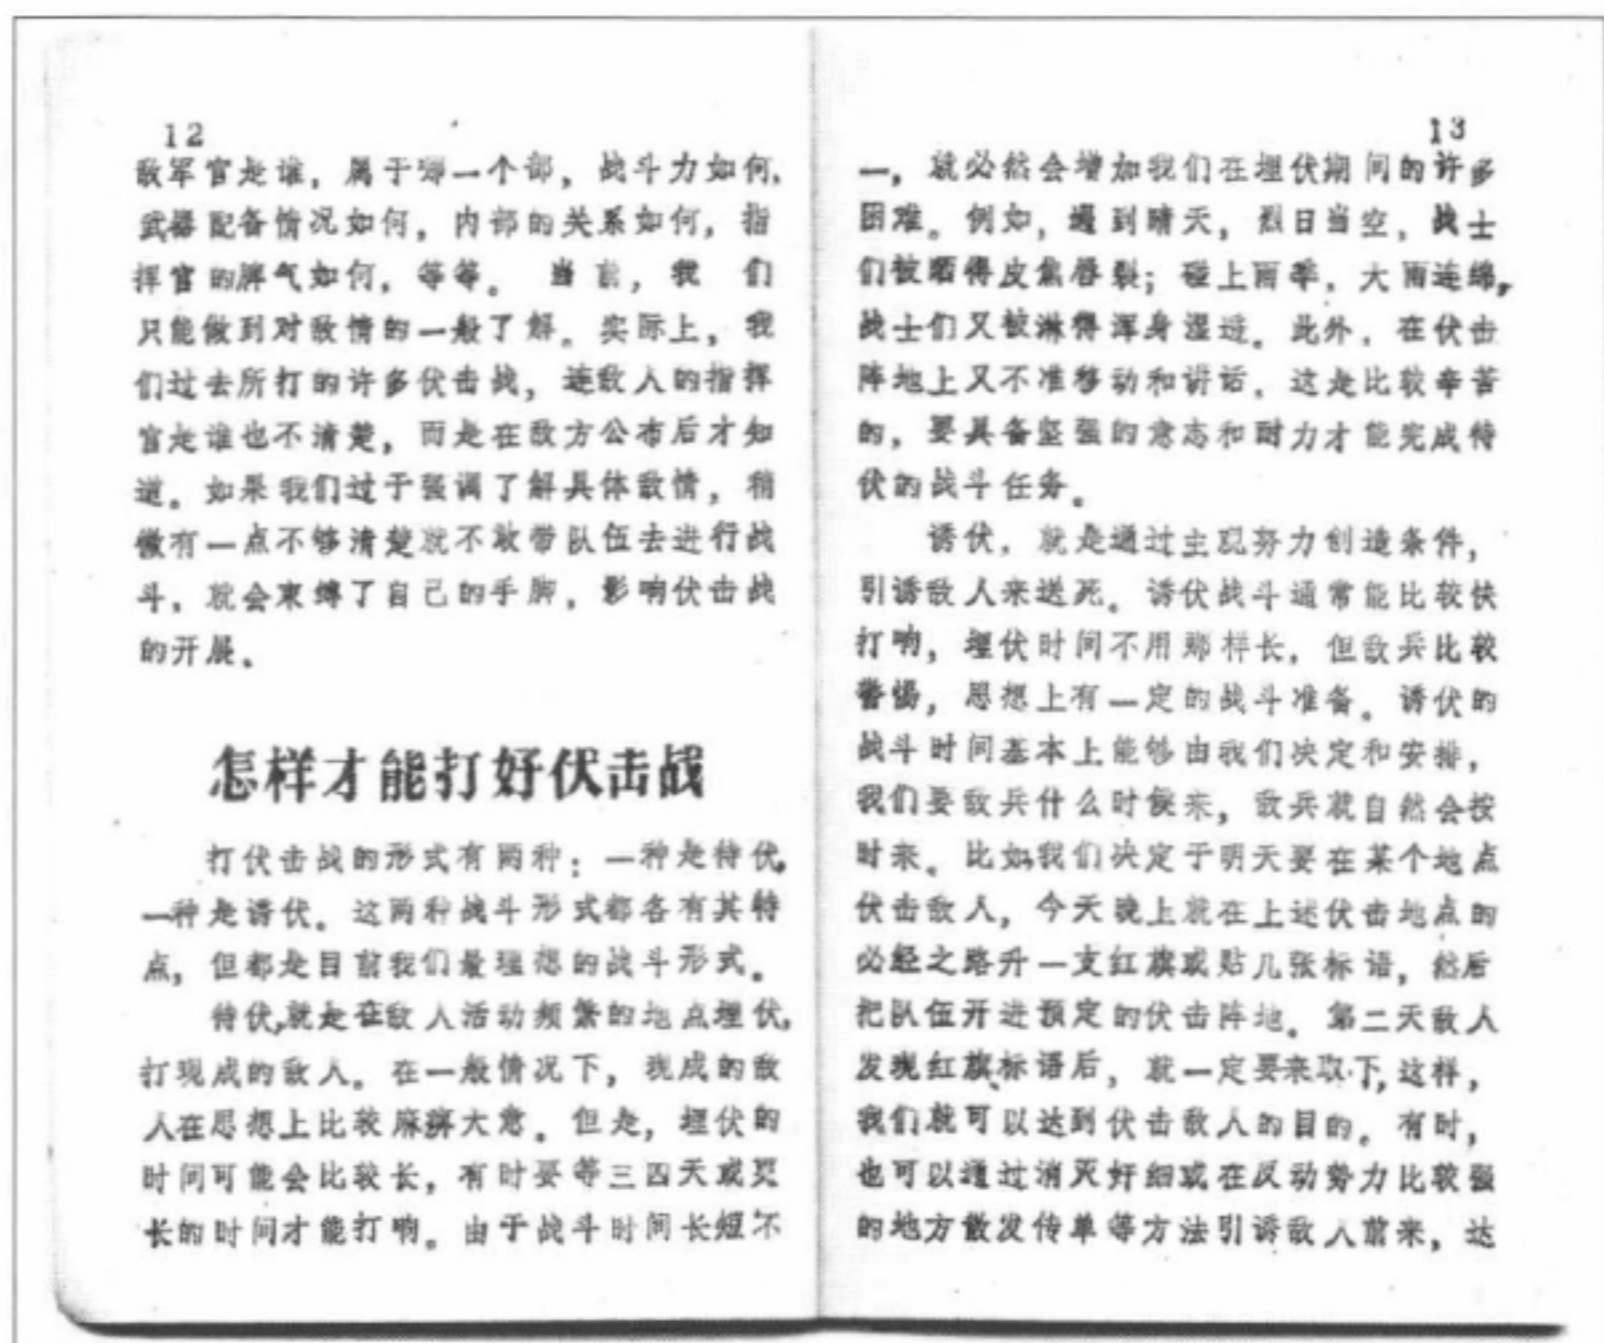 12
敌军官是谁，属于那一个部，战斗力如何，
武器配备情况如何，内部的关系如何，指
挥官的脾气如何，等等。当前，我们
只能做到对敌情的一般了解。实际上，我
们过去所打的许多伏击战，连敌人的指挥
官是谁也不清楚，而是在敌方公布后才知
道。如果我们过于强调了解具体敌情，稍
微有一点不够清楚就不敢带队伍去进行战
斗，就会束缚了自己的手脚，影响伏击战
的开展。
怎样才能打好伏击战
打伏击战的形式有两种：一种是待伏，
一种是诱伏。这两种战斗形式都各有其特
点，但都是目前我们最理想的战斗形式。
待伏，就是在敌人活动频繁的地点埋伏，
打现成的敌人。在一般情况下，现成的敌
人在思想上比较麻痹大意。但是，埋伏的
时间可能会比较长，有时要等三四天或更
长的时间才能打响。由于战斗时间长短不
13
一，就必然会增加我们在埋伏期间的许多
困难。例如，遇到晴天，烈日当空，战士
们被晒得皮焦唇裂；碰上雨季，大雨连绵，
战士们又被淋得浑身湿透。此外，在伏击
阵地上又不准移动和讲话，这是比较辛苦
的，要具备坚强的意志和耐力才能完成待
伏的战斗任务。
诱伏，就是通过主观努力创造条件，
引诱敌人来送死。诱伏战斗通常能比较快
打响，埋伏时间不用那样长，但敌兵比较
警惕，思想上有一定的战斗准备。诱伏的
战斗时间基本上能够由我们决定和安排，
我们要敌兵什么时候来，敌兵就自然会按
时来。比如我们决定于明天要在某个地点
伏击敌人，今天晚上就在上述伏击地点的
必经之路升一支红旗或贴几张标语，然后
把队伍开进预定的伏击阵地。第二天敌人
发现红旗、标语后，就一定要来取下，这样，
我们就可以达到伏击敌人的目的。有时，
也可以通过消灭奸细或在反动势力比较强
的地方散发传单等方法引诱敌人前来，达